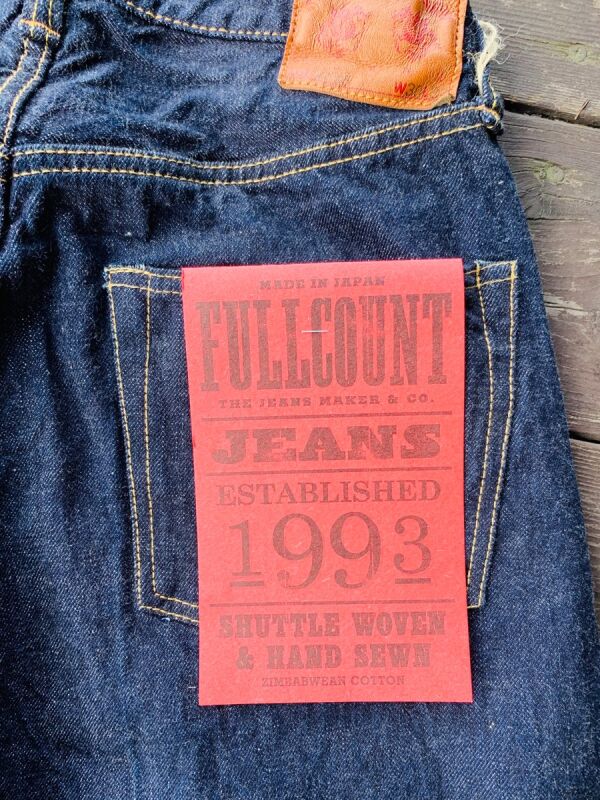 MADE IN JAPAN
FULLCOUNT
THE JEANS MAKER & CO.
JEANS
ESTABLISHED
1993
SHUTTLE WOVEN
& HAND SEWN
ZIMBABWEAN COTTON